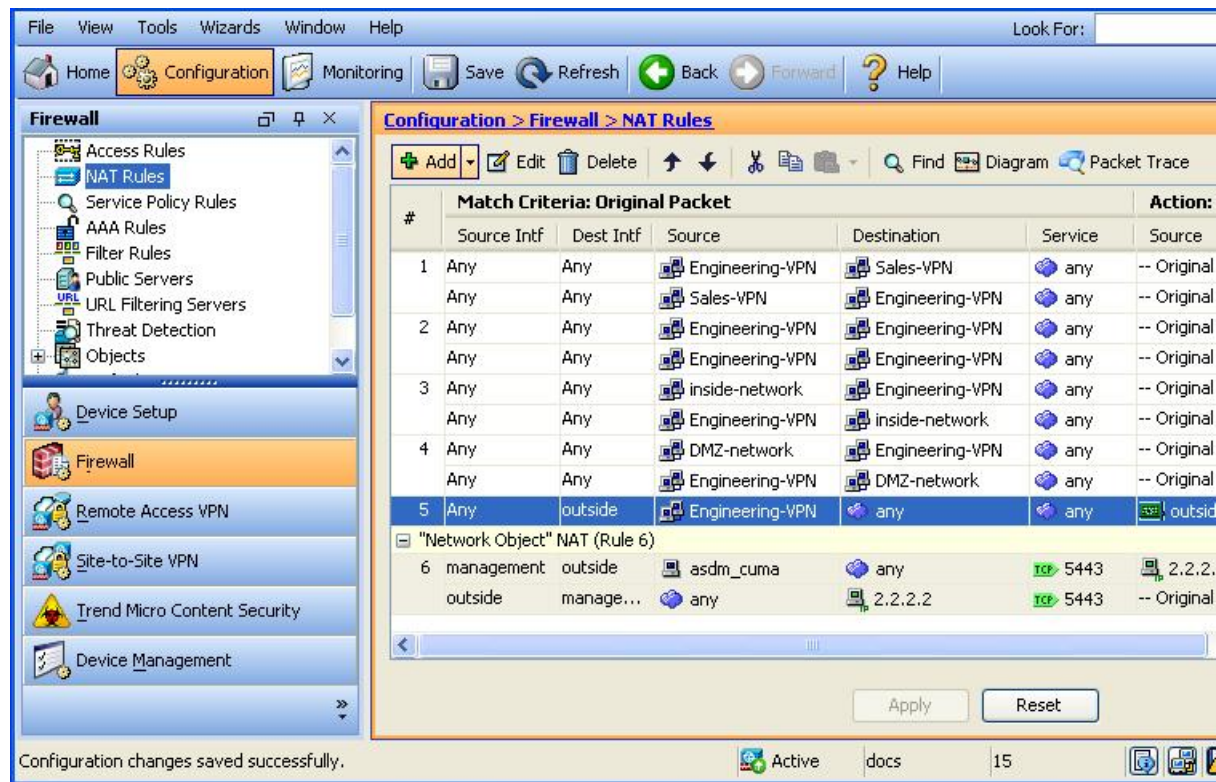 File View Tools Wizards Window Help Look For:
Home Configuration Monitoring Save Refresh Back Forward Help
Firewall
Access Rules
NAT Rules
Service Policy Rules
AAA Rules
Filter Rules
Public Servers
URL URL Filtering Servers
Threat Detection
Objects
Device Setup
Firewall
Remote Access VPN
Site-to-Site VPN
Trend Micro Content Security
Device Management
Configuration > Firewall > NAT Rules
Add Edit Delete Find Diagram Packet Trace
# Match Criteria: Original Packet Action:
Source Intf Dest Intf Source Destination Service Source
1 Any Any Engineering-VPN Sales-VPN any -- Original
Any Any Sales-VPN Engineering-VPN any -- Original
2 Any Any Engineering-VPN Engineering-VPN any -- Original
Any Any Engineering-VPN Engineering-VPN any -- Original
3 Any Any inside-network Engineering-VPN any -- Original
Any Any Engineering-VPN inside-network any -- Original
4 Any Any DMZ-network Engineering-VPN any -- Original
Any Any Engineering-VPN DMZ-network any -- Original
5 Any outside Engineering-VPN any any outsid
"Network Object" NAT (Rule 6)
6 management outside asdm_cuma any TCP 5443 2.2.2.
outside manage... any 2.2.2.2 TCP 5443 -- Original
Apply Reset
Configuration changes saved successfully. Active docs 15